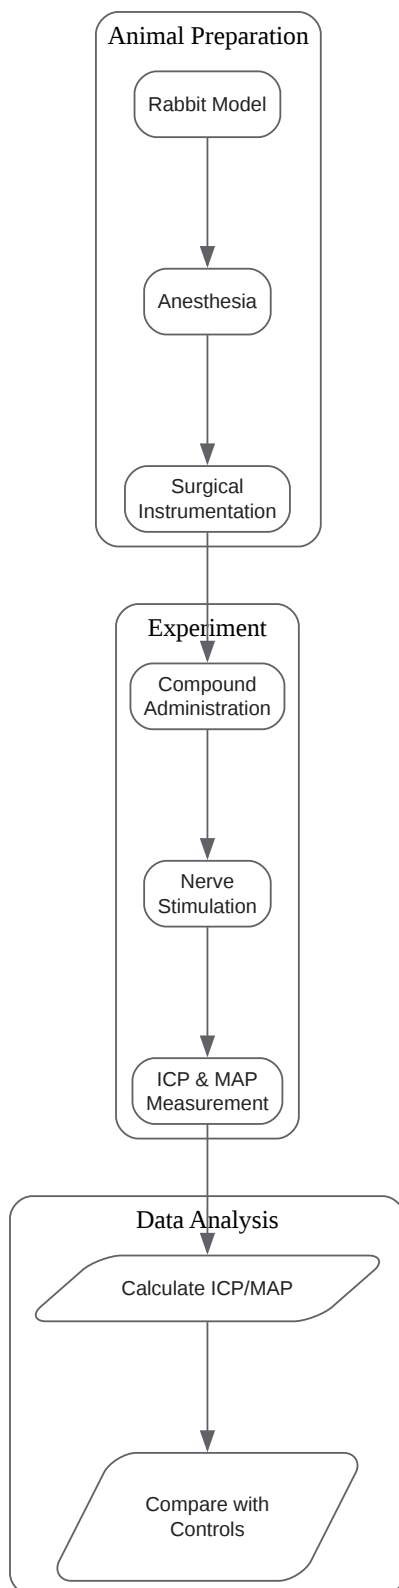 Animal Preparation
Rabbit Model
Anesthesia
Surgical
Instrumentation
Experiment
Compound
Administration
Nerve
Stimulation
ICP & MAP
Measurement
Data Analysis
Calculate ICP/MAP
Compare with
Controls